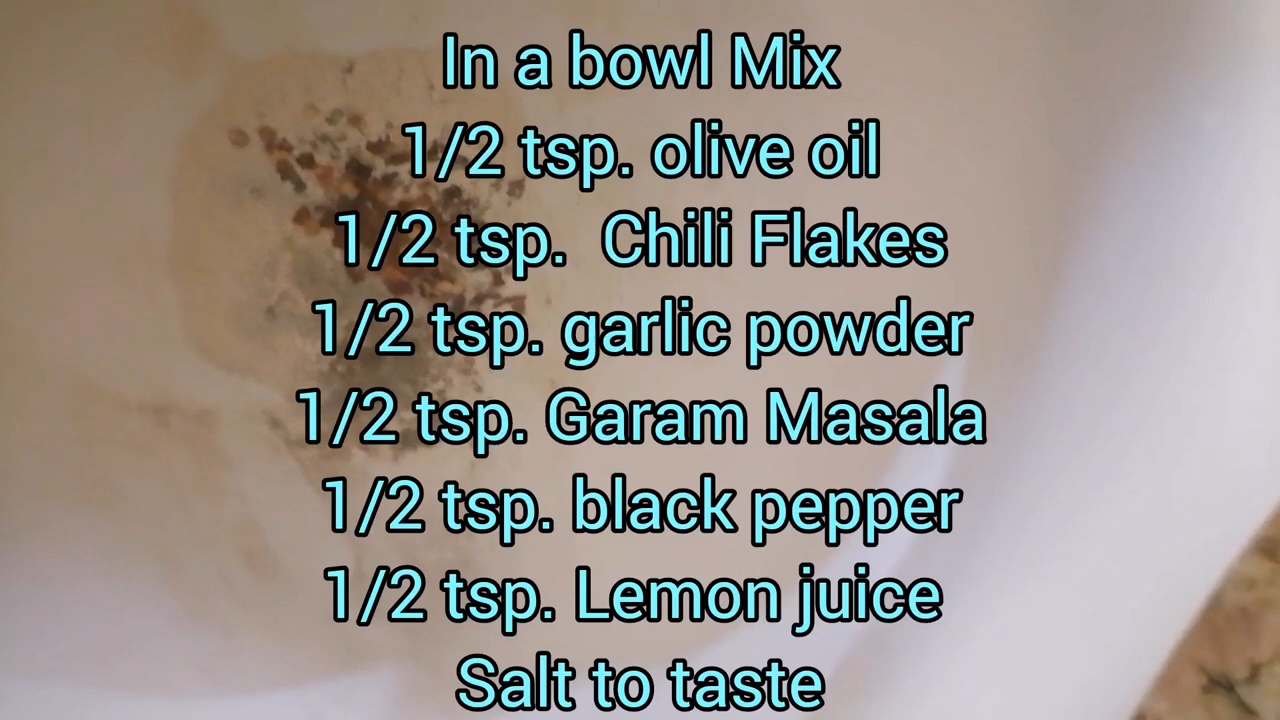 In a bowl Mix
1/2 tsp. olive oil
1/2 tsp.  Chili Flakes
1/2 tsp. garlic powder
1/2 tsp. Garam Masala
1/2 tsp. black pepper
1/2 tsp. Lemon juice
Salt to taste